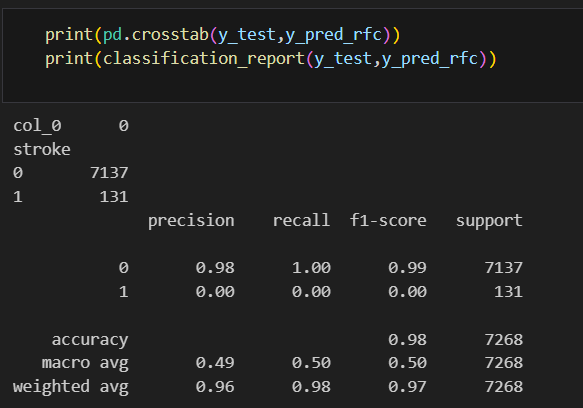 print(pd.crosstab(y_test,y_pred_rfc))
print(classification_report(y_test,y_pred_rfc))
col_0 0
stroke
0 7137
1 131
precision recall f1-score support
0 0.98 1.00 0.99 7137
1 0.00 0.00 0.00 131
accuracy 0.98 7268
macro avg 0.49 0.50 0.50 7268
weighted avg 0.96 0.98 0.97 7268